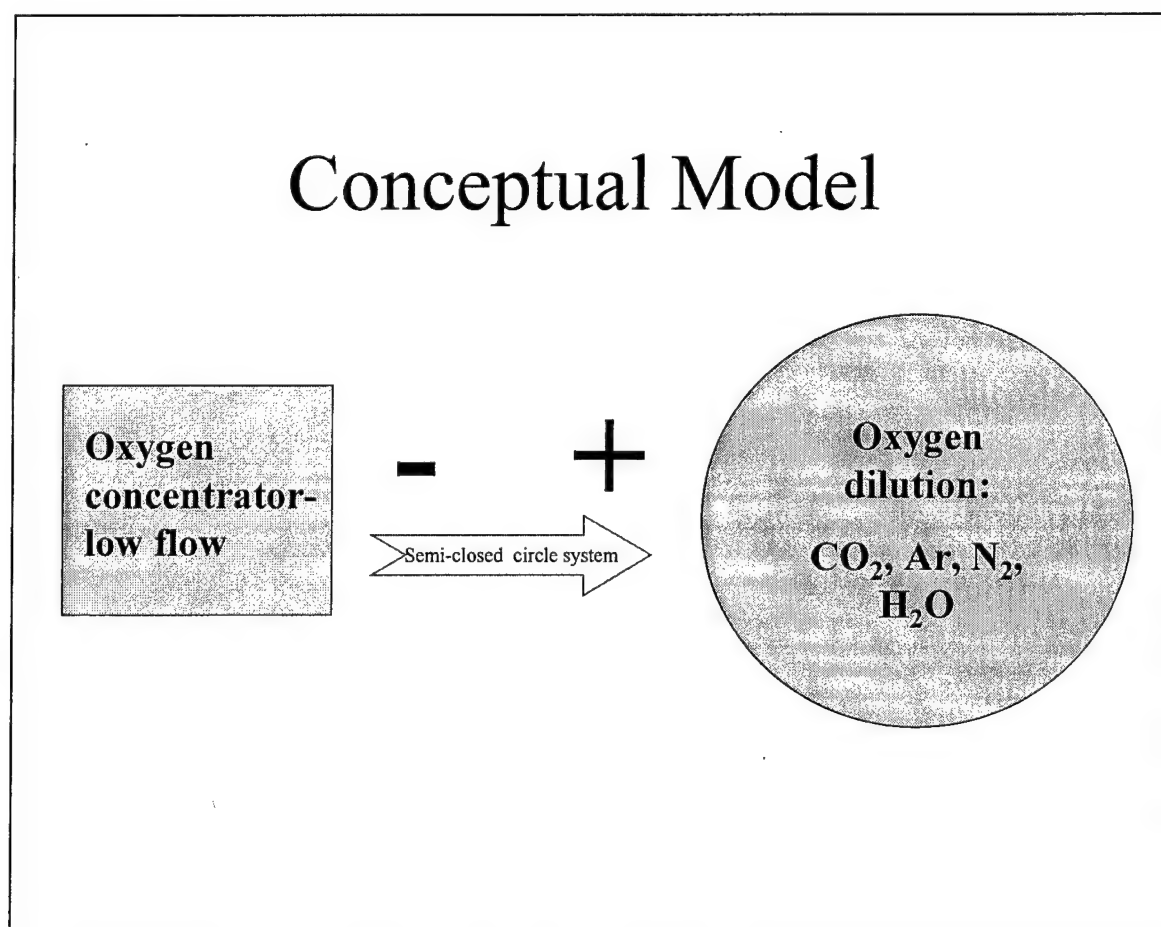 Conceptual Model
Oxygen
concentrator-
low flow
- +
Semi-closed circle system
Oxygen
dilution:
CO₂, Ar, N₂,
H₂O